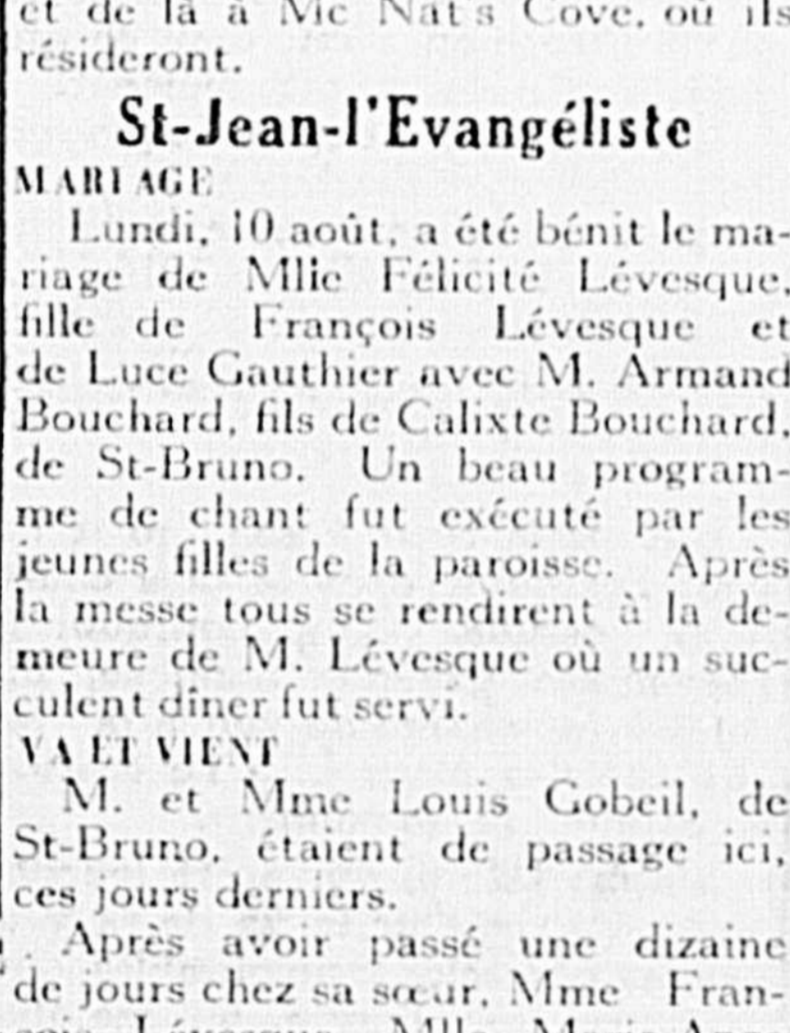 et de là à Mc Nat's Cove, où ils
résideront.
St-Jean-l'Evangéliste
MARIAGE
Lundi, 10 août, a été bénit le ma-
riage de Mlle Félicité Lévesque,
fille de François Lévesque et
de Luce Gauthier avec M. Armand
Bouchard, fils de Calixte Bouchard,
de St-Bruno. Un beau program-
me de chant fut exécuté par les
jeunes filles de la paroisse. Après
la messe tous se rendirent à la de-
meure de M. Lévesque où un suc-
culent dîner fut servi.
VA ET VIENT
M. et Mme Louis Gobeil, de
St-Bruno, étaient de passage ici,
ces jours derniers.
Après avoir passé une dizaine
de jours chez sa sœur, Mme Fran-
çois Lévesque, Mlle